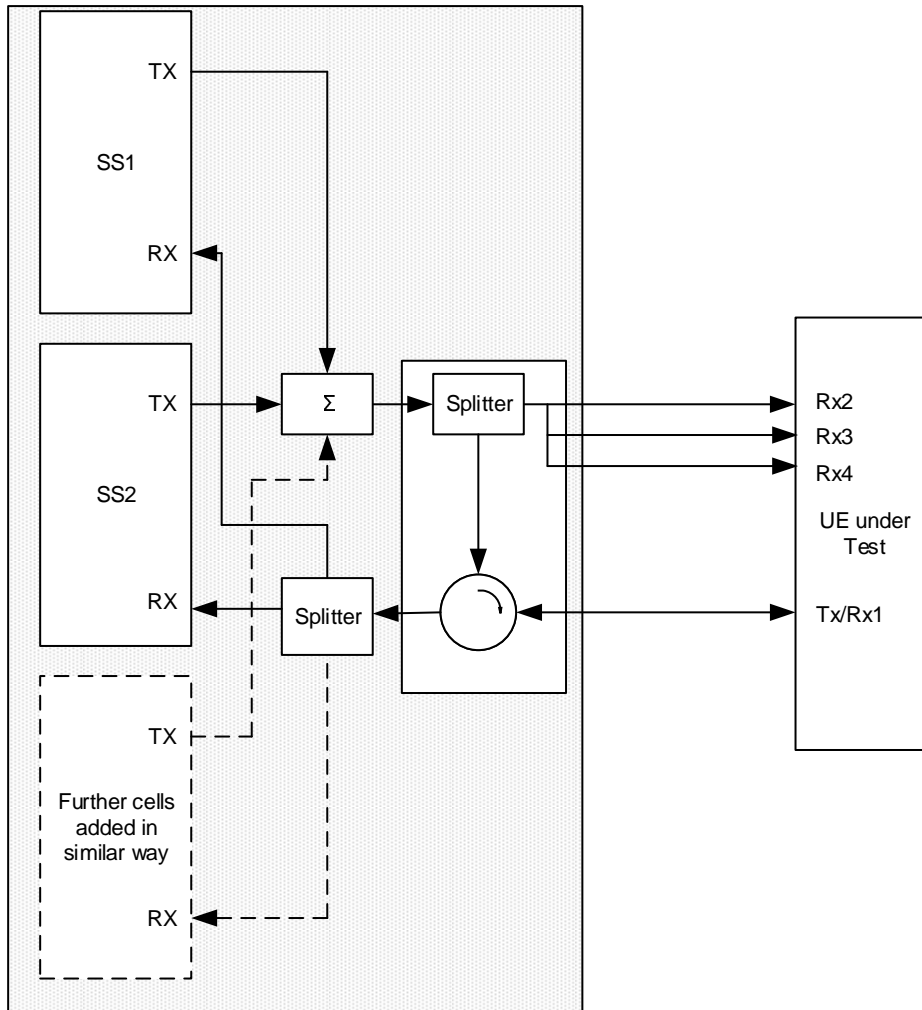 TX
SS1
RX
TX
SS2
RX
TX
Further cells
added in
similar way
RX
Σ
Splitter
Splitter
Rx2
Rx3
Rx4
UE under
Test
Tx/Rx1